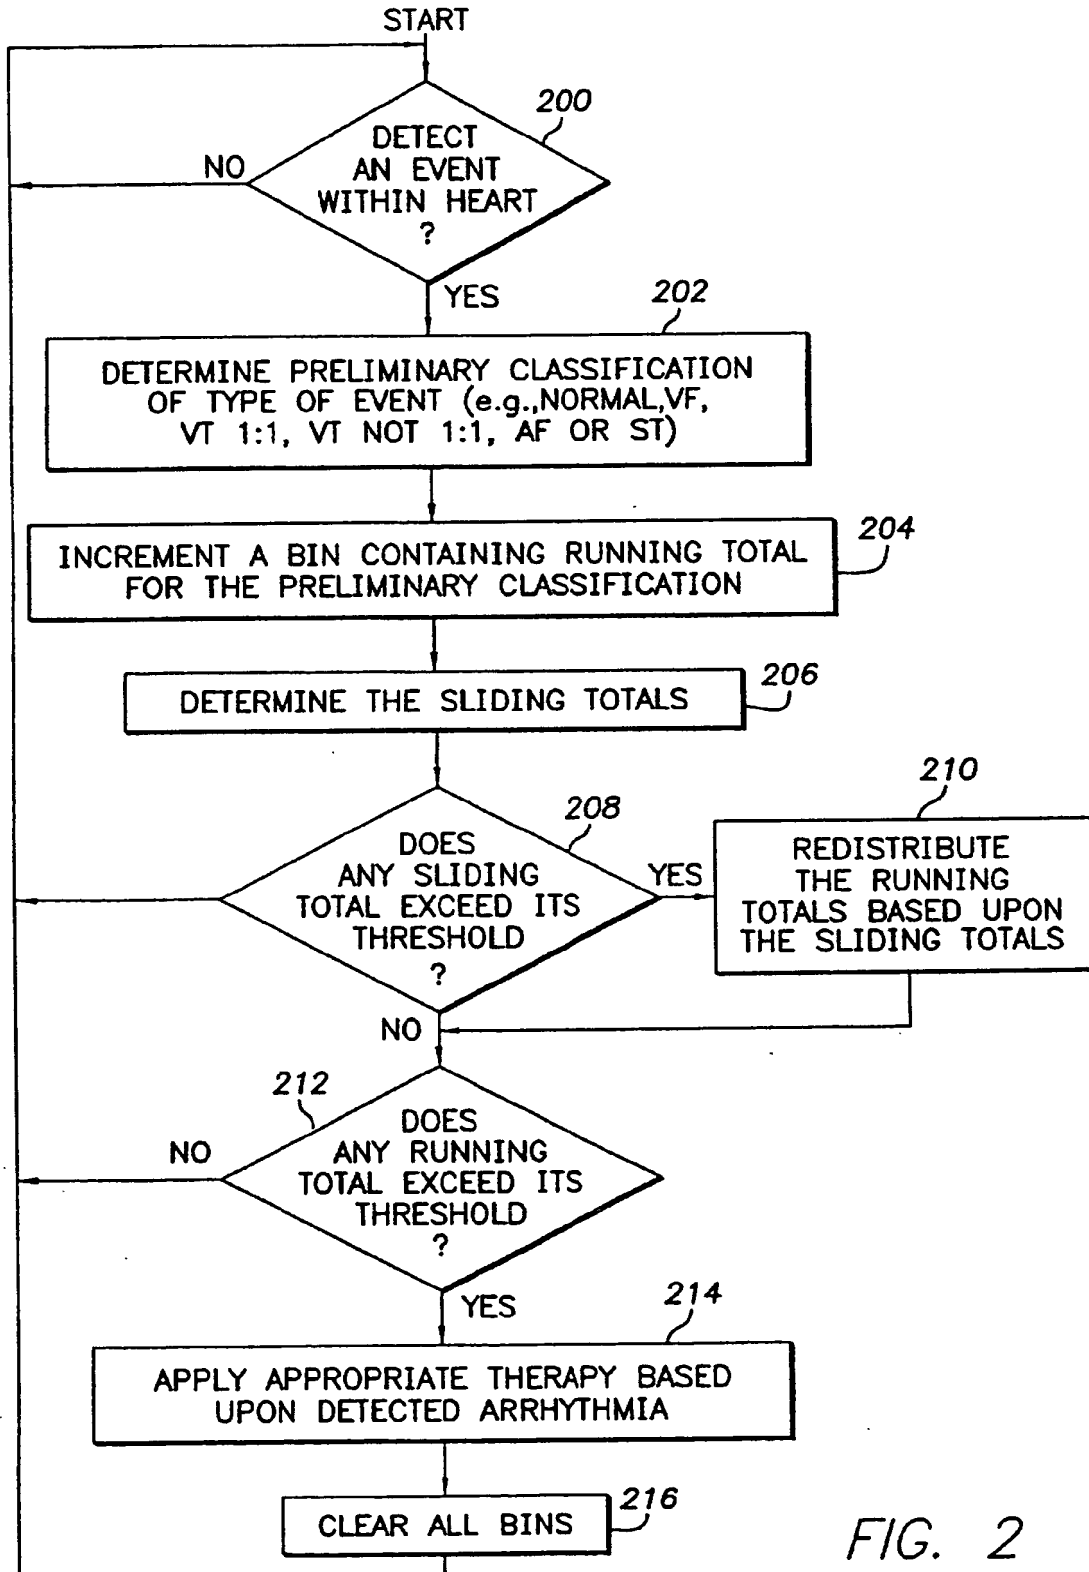 START
200
DETECT
AN EVENT
WITHIN HEART
?
NO
YES
202
DETERMINE PRELIMINARY CLASSIFICATION
OF TYPE OF EVENT (e.g.,NORMAL,VF,
VT 1:1, VT NOT 1:1, AF OR ST)
204
INCREMENT A BIN CONTAINING RUNNING TOTAL
FOR THE PRELIMINARY CLASSIFICATION
206
DETERMINE THE SLIDING TOTALS
208
DOES
ANY SLIDING
TOTAL EXCEED ITS
THRESHOLD
?
YES
210
REDISTRIBUTE
THE RUNNING
TOTALS BASED UPON
THE SLIDING TOTALS
NO
212
DOES
ANY RUNNING
TOTAL EXCEED ITS
THRESHOLD
?
NO
YES
214
APPLY APPROPRIATE THERAPY BASED
UPON DETECTED ARRHYTHMIA
216
CLEAR ALL BINS
FIG. 2